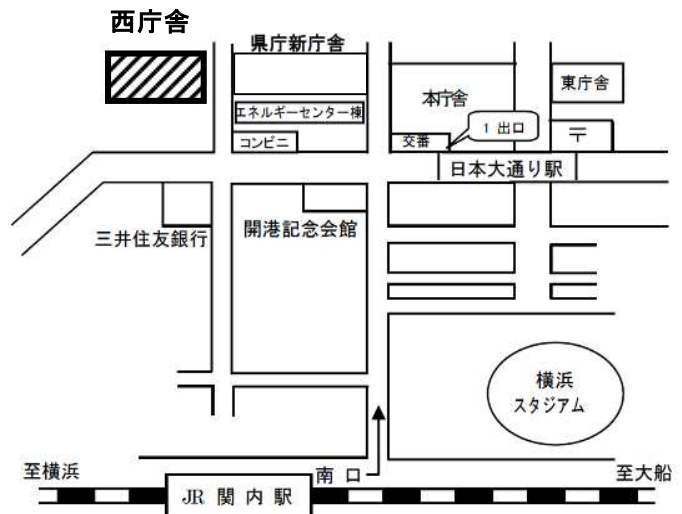 西庁舎
県庁新庁舎
エネルギーセンター棟
コンビニ
本庁舎
交番
1 出口
東庁舎
〒
日本大通り駅
三井住友銀行
開港記念会館
横浜
スタジアム
至横浜
南 口
至大船
JR 関 内 駅